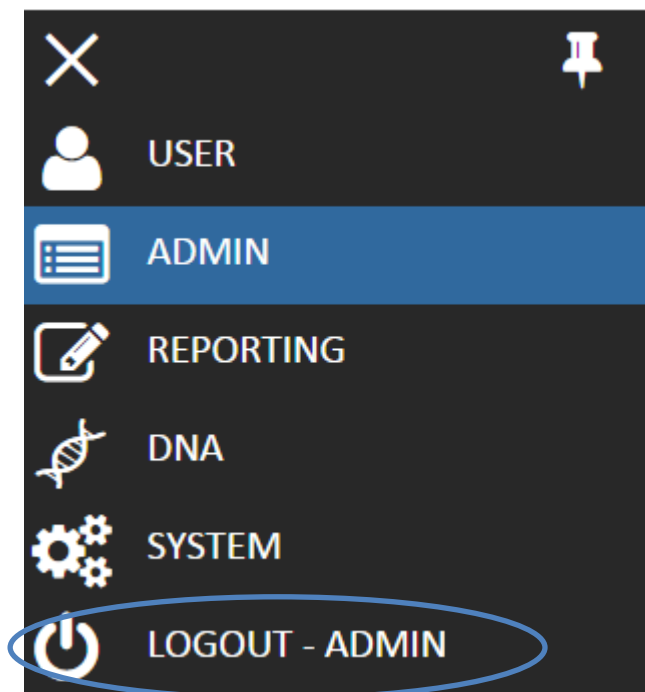 USER
ADMIN
REPORTING
DNA
SYSTEM
LOGOUT - ADMIN